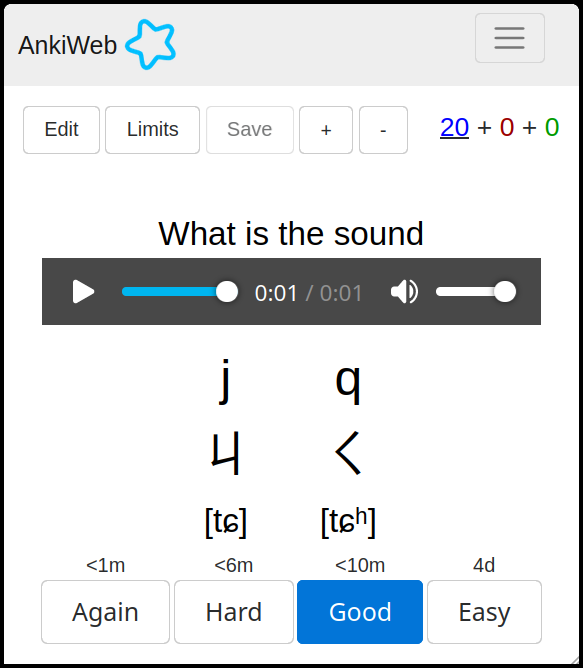 AnkiWeb
Edit Limits Save + - 20 + 0 + 0
What is the sound
0:01 / 0:01
j q
ㄐ ㄑ
[tɕ] [tɕʰ]
<1m <6m <10m 4d
Again Hard Good Easy